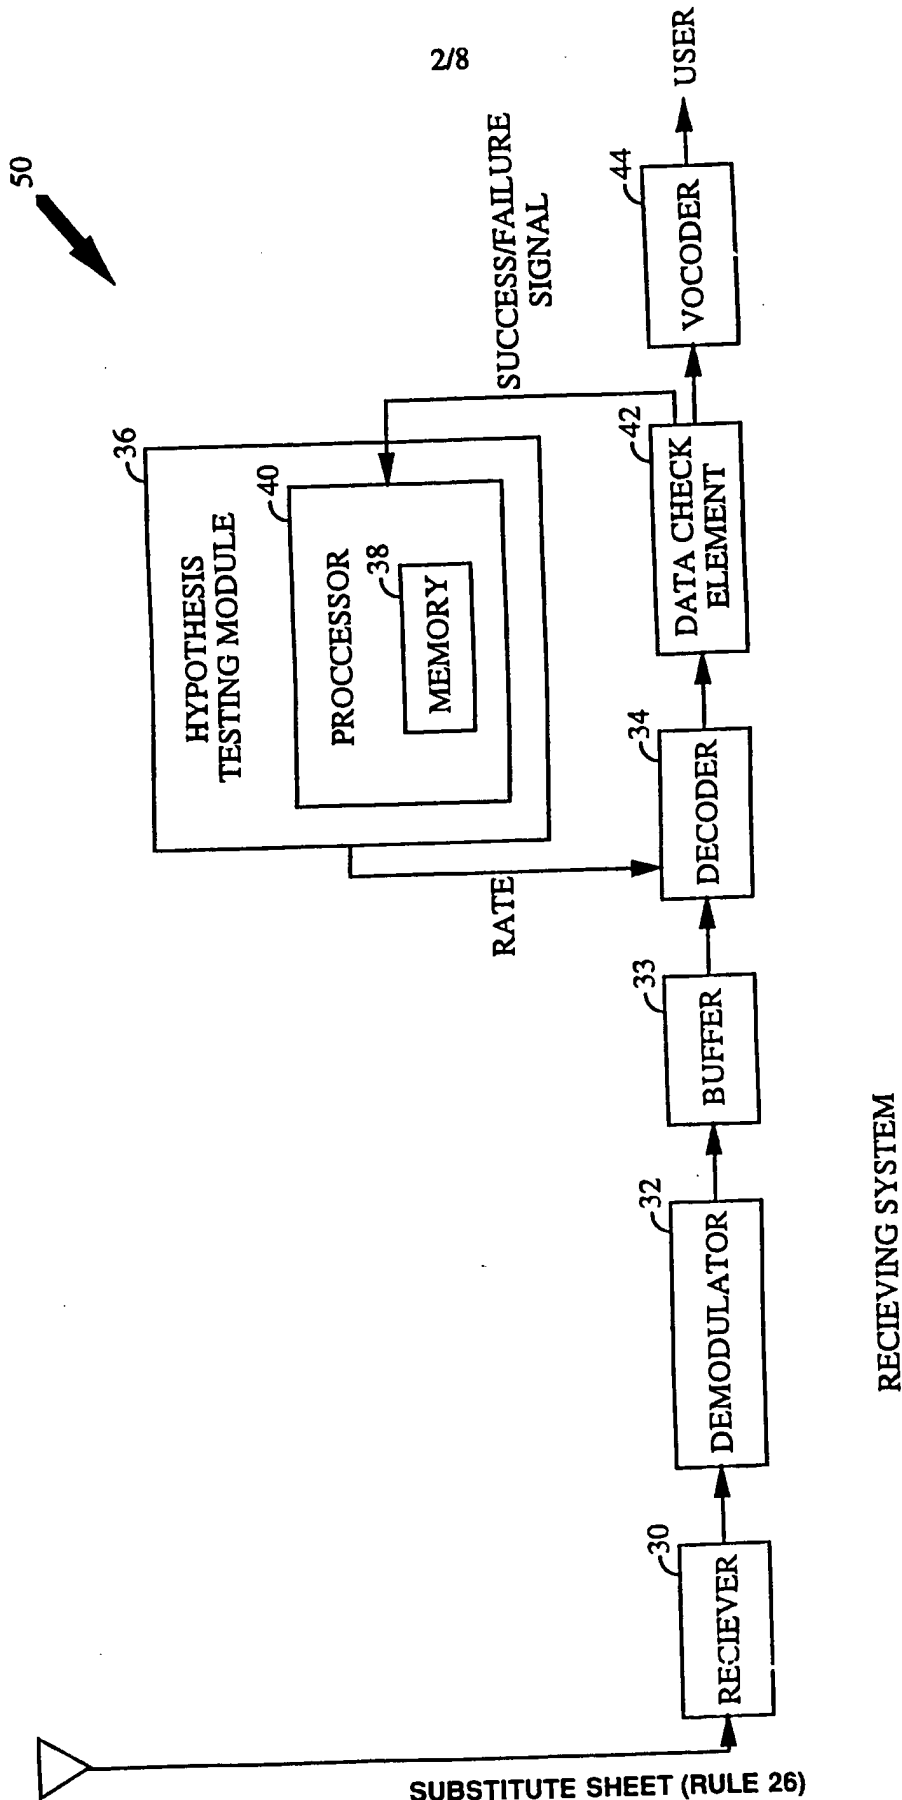 2/8
50
HYPOTHESIS
TESTING MODULE
36
PROCCESSOR
40
MEMORY
38
SUCCESS/FAILURE
SIGNAL
RATE
RECIEVER
30
DEMODULATOR
32
BUFFER
33
DECODER
34
DATA CHECK
ELEMENT
42
VOCODER
44
USER
RECIEVING SYSTEM
SUBSTITUTE SHEET (RULE 26)